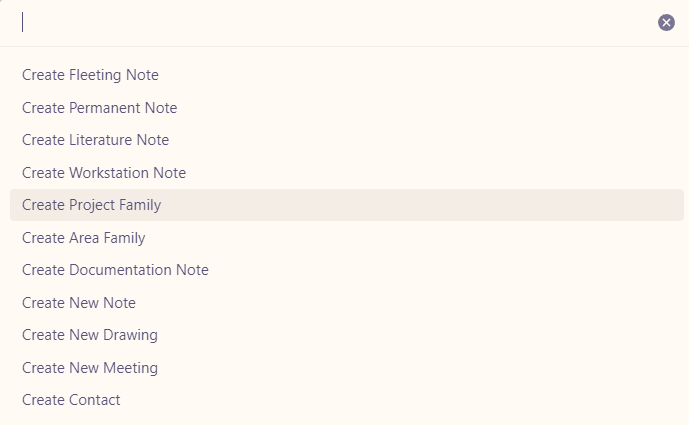 Create Fleeting Note
Create Permanent Note
Create Literature Note
Create Workstation Note
Create Project Family
Create Area Family
Create Documentation Note
Create New Note
Create New Drawing
Create New Meeting
Create Contact